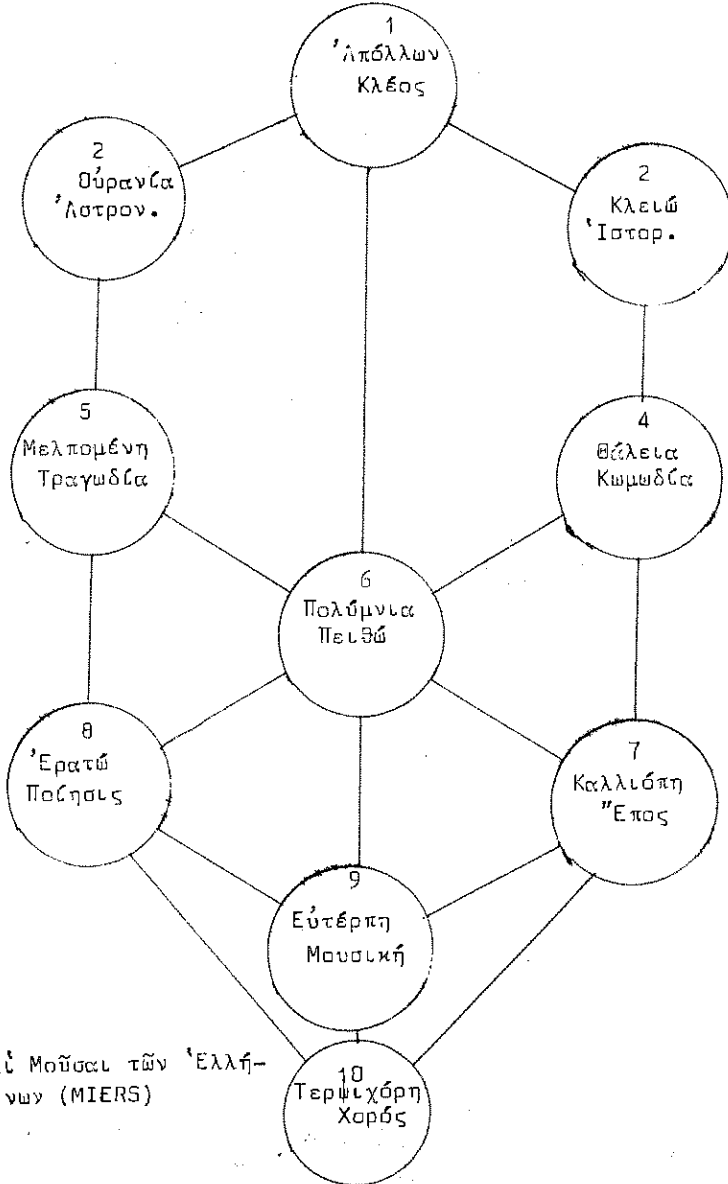 1
Ἀπόλλων
Κλέος
2
Οὐρανία
Ἀστρον.
2
Κλειώ
Ἱστορ.
5
Μελπομένη
Τραγωδία
4
Θάλεια
Κωμωδία
6
Πολύμνια
Πειθώ
8
Ἐρατώ
Ποίησις
7
Καλλιόπη
Ἔπος
9
Εὐτέρπη
Μουσική
Μοῦσαι τῶν Ἑλλή-
νων (MIERS)
10
Τερψιχόρη
Χορός